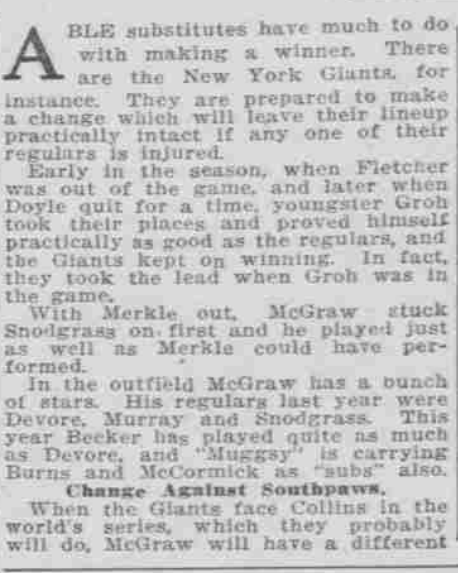 ABLE substitutes have much to do
with making a winner. There
are the New York Giants, for
instance. They are prepared to make
a change which will leave their lineup
practically intact if any one of their
regulars is injured.
Early in the season, when Fletcher
was out of the game, and later when
Doyle quit for a time, youngster Groh
took their places and proved himself
practically as good as the regulars, and
the Giants kept on winning. In fact,
they took the lead when Groh was in
the game.
With Merkle out, McGraw stuck
Snodgrass on first and he played just
as well as Merkle could have per-
formed.
In the outfield McGraw has a bunch
of stars. His regulars last year were
Devore, Murray and Snodgrass. This
year Becker has played quite as much
as Devore, and "Muggsy" is carrying
Burns and McCormick as "subs" also.
Change Against Southpaws.
When the Giants face Collins in the
world's series, which they probably
will do, McGraw will have a different